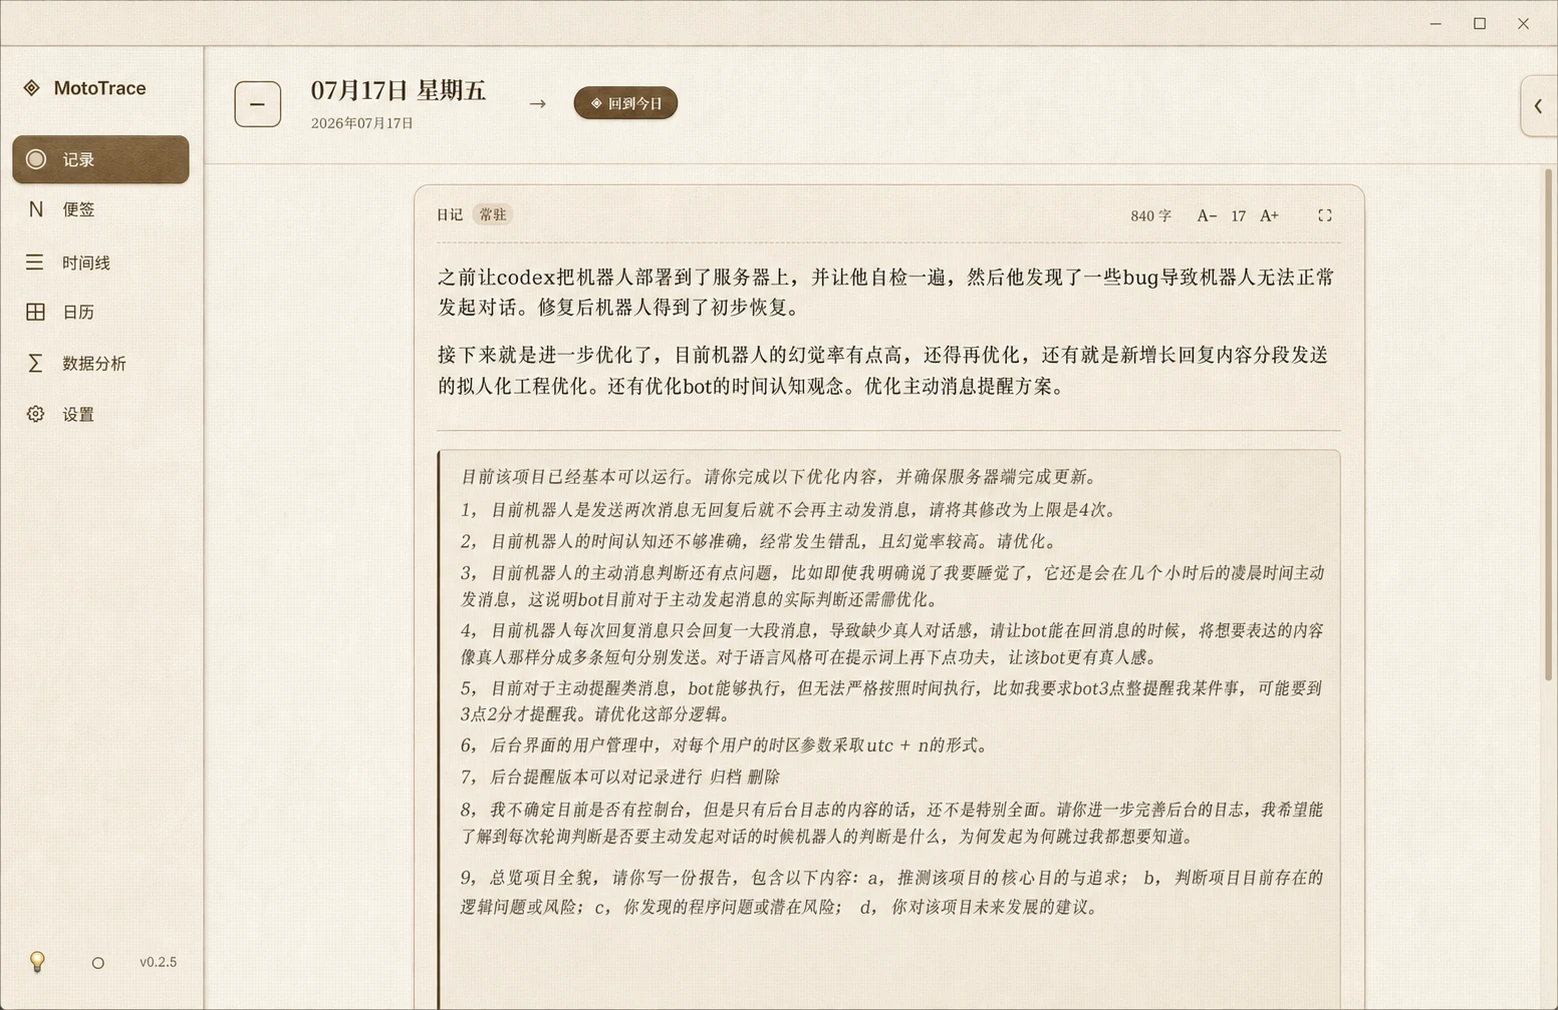 MotoTrace
记录
便签
时间线
日历
数据分析
设置
v0.2.5
07月17日 星期五
2026年07月17日
→
回到今日
日记 常驻
840 字 A− 17 A+
之前让codex把机器人部署到了服务器上，并让他自检一遍，然后他发现了一些bug导致机器人无法正常
发起对话。修复后机器人得到了初步恢复。
接下来就是进一步优化了，目前机器人的幻觉率有点高，还得再优化，还有就是新增长回复内容分段发送
的拟人化工程优化。还有优化bot的时间认知观念。优化主动消息提醒方案。
目前该项目已经基本可以运行。请你完成以下优化内容，并确保服务器端完成更新。
1， 目前机器人是发送两次消息无回复后就不会再主动发消息，请将其修改为上限是4次。
2， 目前机器人的时间认知还不够准确，经常发生错乱，且幻觉率较高。请优化。
3， 目前机器人的主动消息判断还有点问题，比如即使我明确说了我要睡觉了，它还是会在几个小时后的凌晨时间主动
发消息，这说明bot目前对于主动发起消息的实际判断还需优化。
4， 目前机器人每次回复消息只会回复一大段消息，导致缺少真人对话感，请让bot能在回消息的时候，将想要表达的内容
像真人那样分成多条短句分别发送。对于语言风格可在提示词上再下点功夫，让该bot更有真人感。
5， 目前对于主动提醒类消息，bot能够执行，但无法严格按照时间执行，比如我要求bot3点整提醒我某件事，可能要到
3点2分才提醒我。请优化这部分逻辑。
6， 后台界面的用户管理中，对每个用户的时区参数采取utc + n的形式。
7， 后台提醒版本可以对记录进行 归档 删除
8， 我不确定目前是否有控制台，但是只有后台目志的内容的话，还不是特别全面。请你进一步完善后台的目志，我希望能
了解到每次轮询判断是否要主动发起对话的时候机器人的判断是什么，为何发起为何跳过我都想要知道。
9， 总览项目全貌，请你写一份报告，包含以下内容：a， 推测该项目的核心目的与追求； b， 判断项目目前存在的
逻辑问题或风险； c， 你发现的程序问题或潜在风险； d， 你对该项目未来发展的建议。